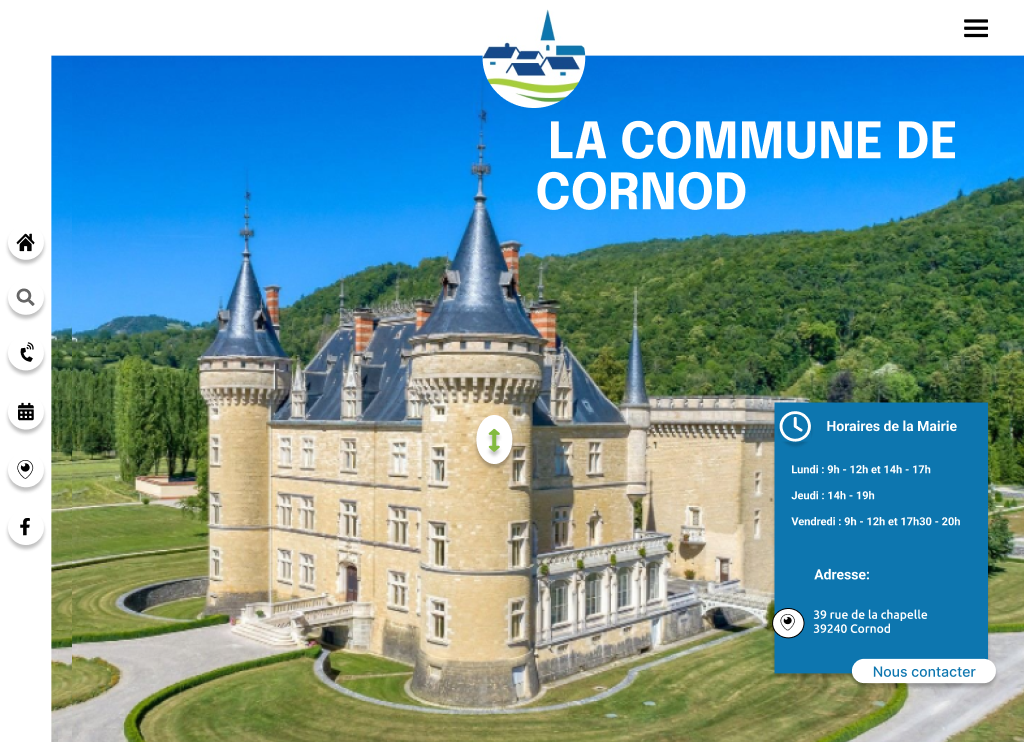 LA COMMUNE DE
CORNOD
Horaires de la Mairie
Lundi : 9h - 12h et 14h - 17h
Jeudi : 14h - 19h
Vendredi : 9h - 12h et 17h30 - 20h
Adresse:
39 rue de la chapelle
39240 Cornod
Nous contacter